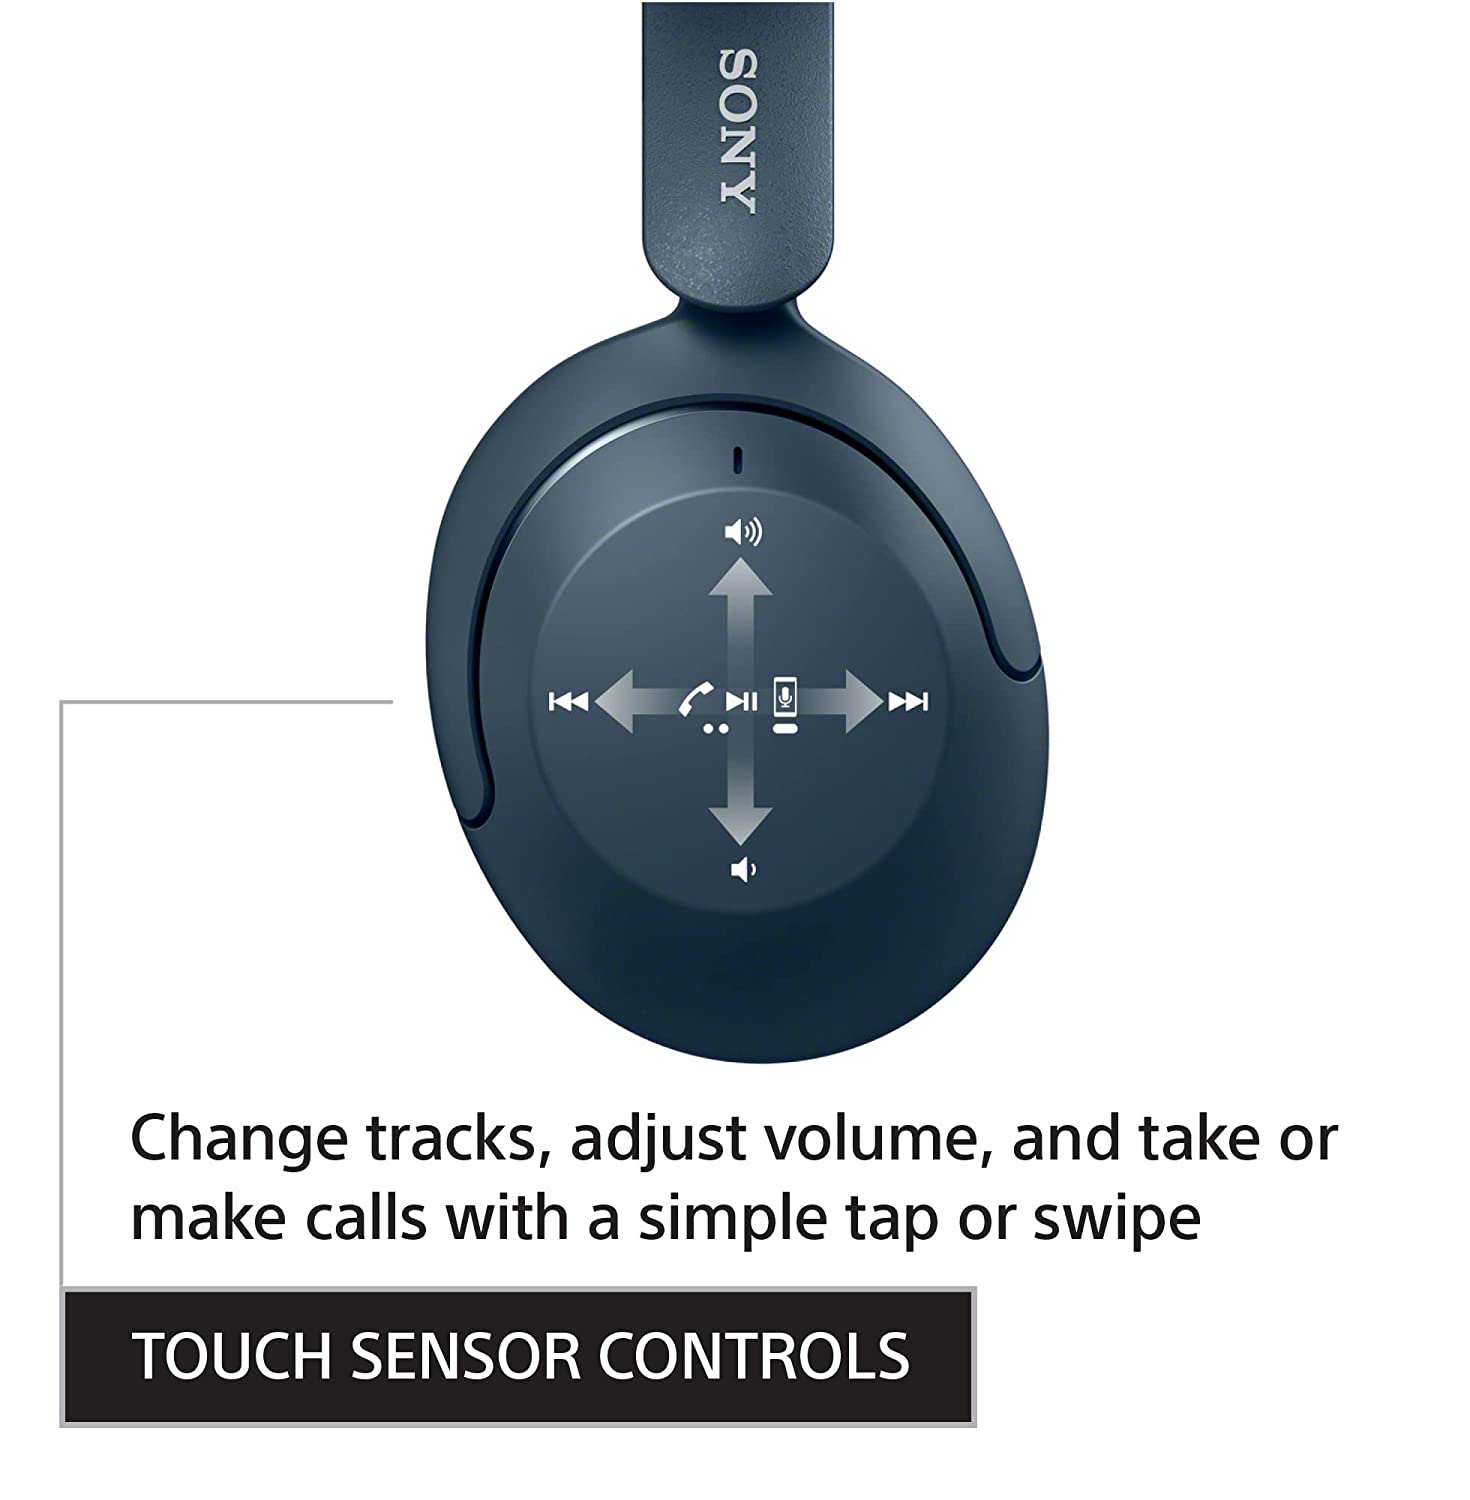 SONY
Change tracks, adjust volume, and take or
make calls with a simple tap or swipe
TOUCH SENSOR CONTROLS